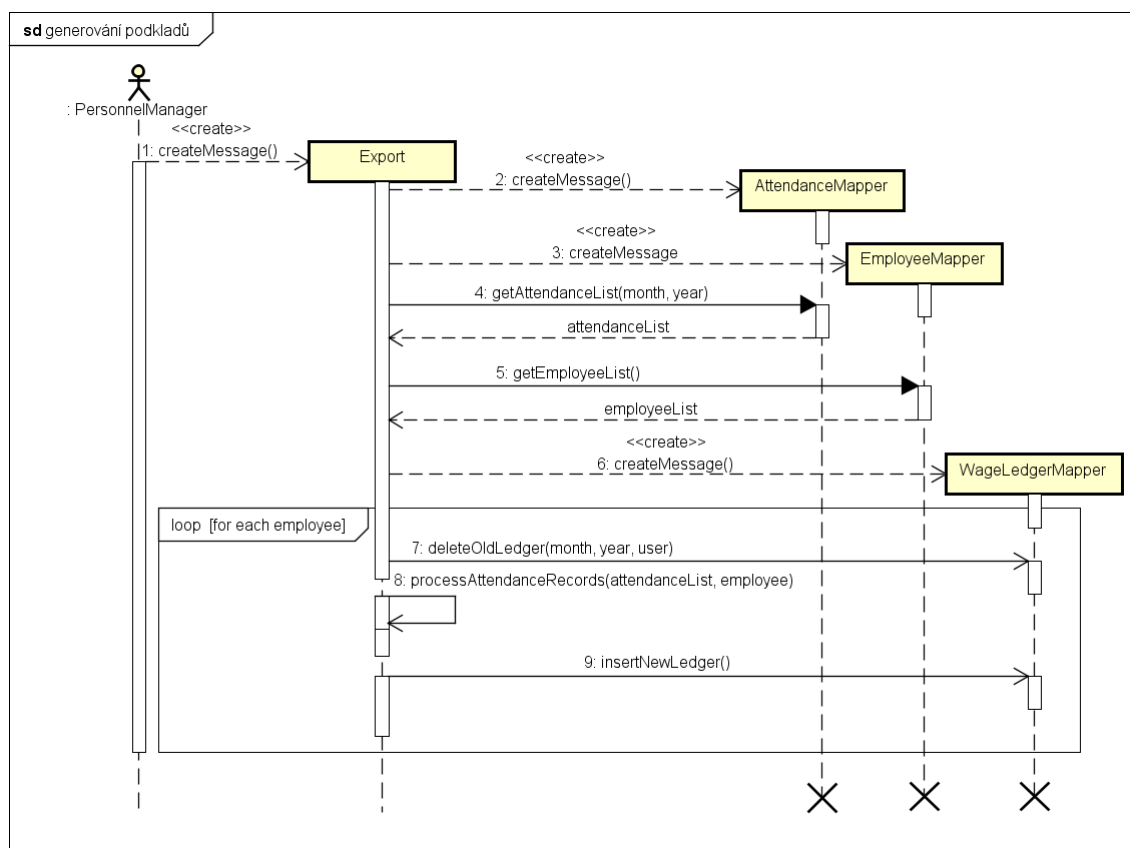 sd generování podkladů
: PersonnelManager
<<create>>
1: createMessage()
Export
<<create>>
2: createMessage()
AttendanceMapper
<<create>>
3: createMessage
EmployeeMapper
4: getAttendanceList(month, year)
attendanceList
5: getEmployeeList()
employeeList
<<create>>
6: createMessage()
WageLedgerMapper
loop [for each employee]
7: deleteOldLedger(month, year, user)
8: processAttendanceRecords(attendanceList, employee)
9: insertNewLedger()